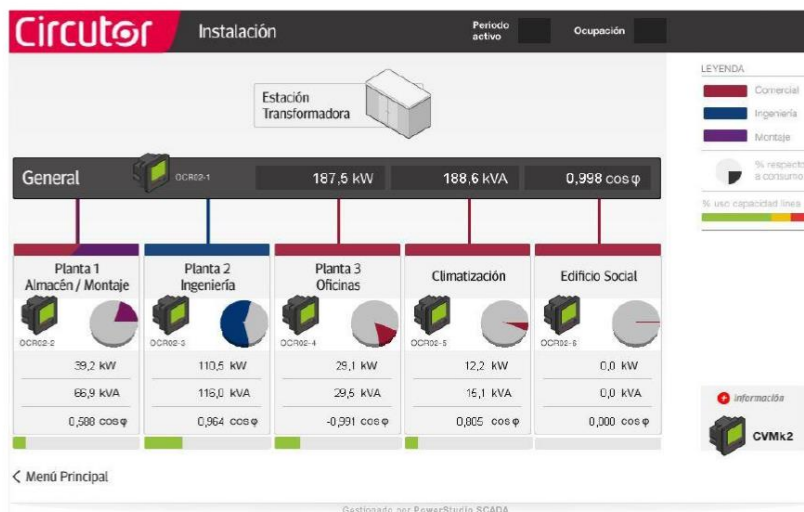 Circutor
Instalación
Periodo
activo
Ocupación
LEYENDA
Comercial
Ingeniería
Montaje
% respecto
a consumo
% uso capacidad línea
Estación
Transformadora
General
OCR02-1
187,5 kW
188,6 kVA
0,998 cos φ
Planta 1
Almacén / Montaje
OCR02-2
39,2 kW
66,9 kVA
0,588 cos φ
Planta 2
Ingeniería
OCR02-3
110,5 kW
116,0 kVA
0,964 cos φ
Planta 3
Oficinas
OCR02-4
29,1 kW
29,5 kVA
-0,991 cos φ
Climatización
OCR02-5
12,2 kW
15,1 kVA
0,805 cos φ
Edificio Social
OCR02-6
0,0 kW
0,0 kVA
0,000 cos φ
información
CVMk2
< Menú Principal
Gestionado por PowerStudio SCADA